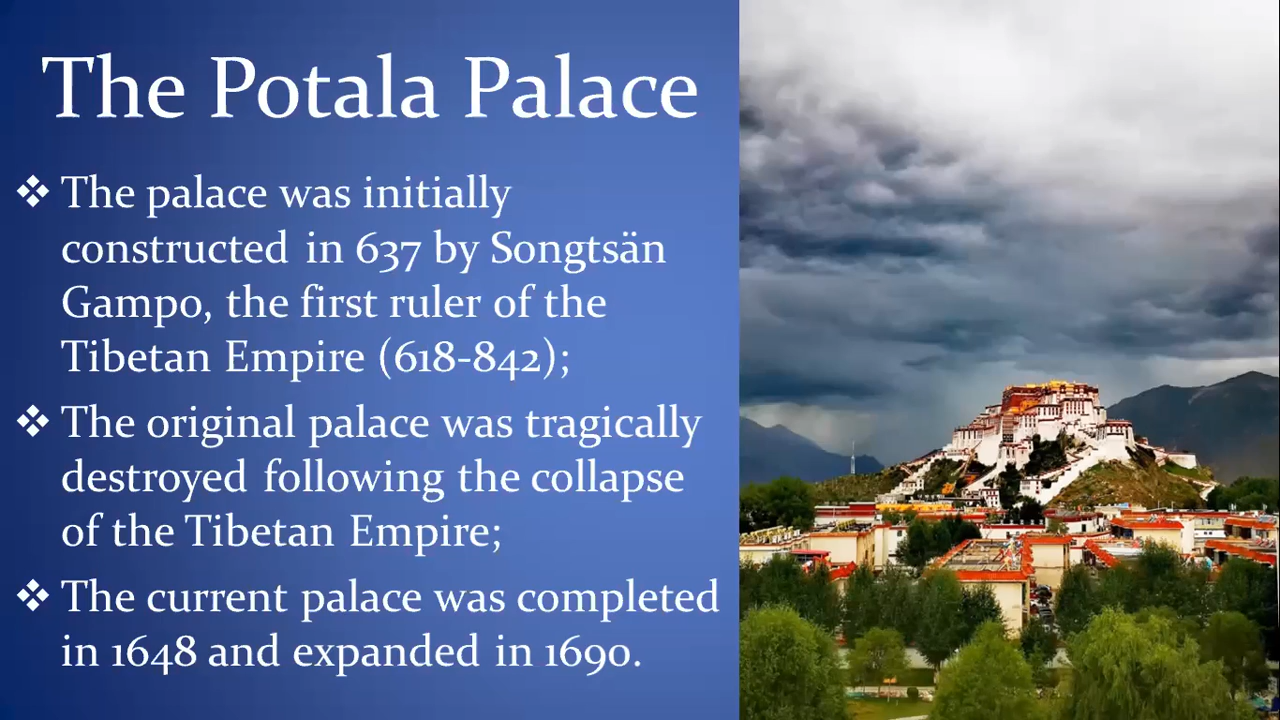 The Potala Palace
❖ The palace was initially
constructed in 637 by Songtsän
Gampo, the first ruler of the
Tibetan Empire (618-842);
❖ The original palace was tragically
destroyed following the collapse
of the Tibetan Empire;
❖ The current palace was completed
in 1648 and expanded in 1690.